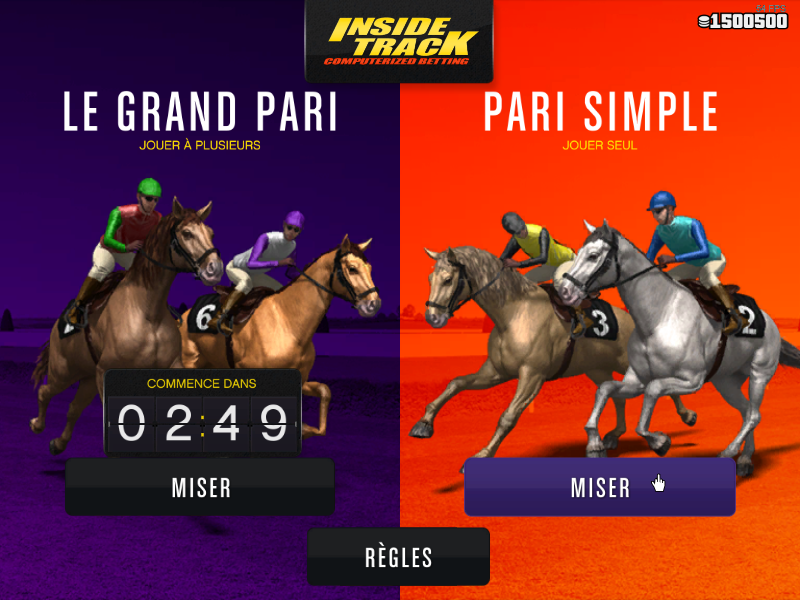 INSIDE TRACK
COMPUTERIZED BETTING
1500500
LE GRAND PARI
JOUER À PLUSIEURS
PARI SIMPLE
JOUER SEUL
6
3
2
COMMENCE DANS
02:49
MISER
MISER
RÈGLES